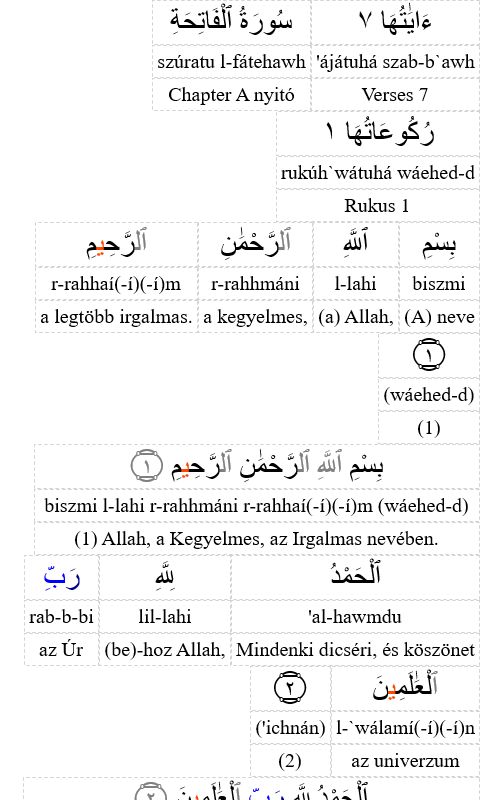 سُورَةُ ٱلْفَاتِحَةِ ءَايَٰتُهَا ٧
szúratu l-fátehawh 'ájátuhá szab-b`awh
Chapter A nyitó Verses 7
رُكُوعَاتُهَا ١
rukúh`wátuhá wáehed-d
Rukus 1
بِسْمِ ٱللَّهِ ٱلرَّحْمَٰنِ ٱلرَّحِيمِ
r-rahhaí(-í)(-í)m r-rahhmáni l-lahi biszmi
a legtöbb irgalmas. a kegyelmes, (a) Allah, (A) neve
١
(wáehed-d)
(1)
بِسْمِ ٱللَّهِ ٱلرَّحْمَٰنِ ٱلرَّحِيمِ ١
biszmi l-lahi r-rahhmáni r-rahhaí(-í)(-í)m (wáehed-d)
(1) Allah, a Kegyelmes, az Irgalmas nevében.
ٱلْحَمْدُ لِلَّهِ رَبِّ
rab-b-bi lil-lahi 'al-hawmdu
az Úr (be)-hoz Allah, Mindenki dicséri, és köszönet
ٱلْعَٰلَمِينَ ٢
('ichnán) l-`wálamí(-í)(-í)n
(2) az univerzum
ٱلْحَمْدُ لِلَّهِ رَبِّ ٱلْعَٰلَمِينَ ٢